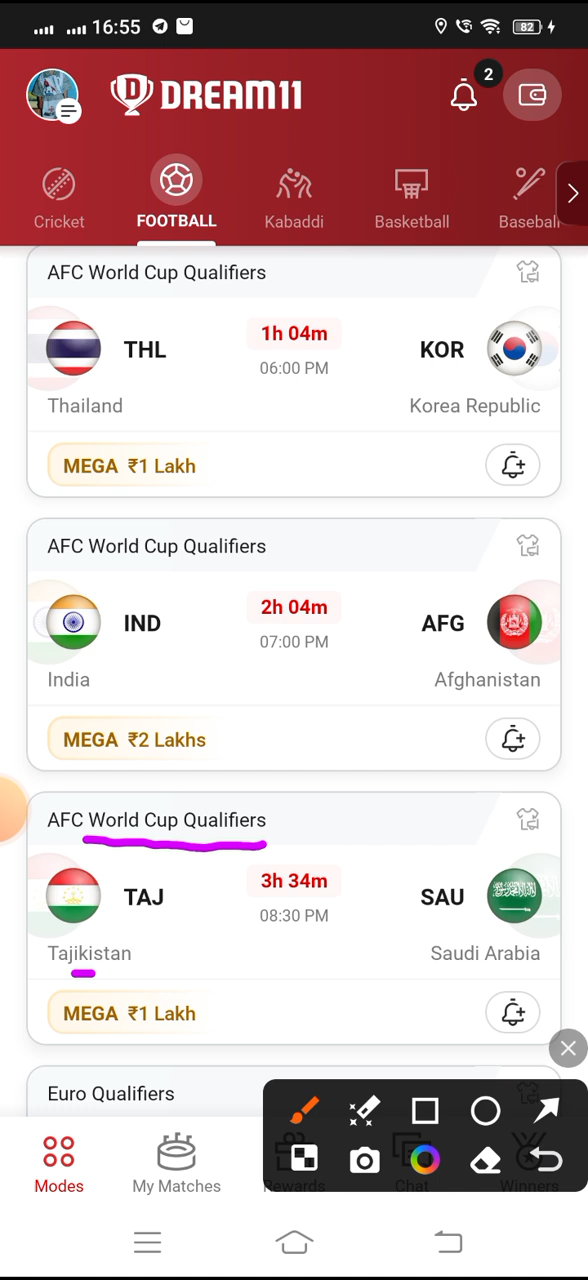 16:55
82
DREAM11
2
Cricket
FOOTBALL
Kabaddi
Basketball
Baseball
AFC World Cup Qualifiers
THL
1h 04m
KOR
06:00 PM
Thailand
Korea Republic
MEGA ₹1 Lakh
AFC World Cup Qualifiers
IND
2h 04m
AFG
07:00 PM
India
Afghanistan
MEGA ₹2 Lakhs
AFC World Cup Qualifiers
TAJ
3h 34m
SAU
08:30 PM
Tajikistan
Saudi Arabia
MEGA ₹1 Lakh
Euro Qualifiers
Modes
My Matches
Rewards
Chat
Winners